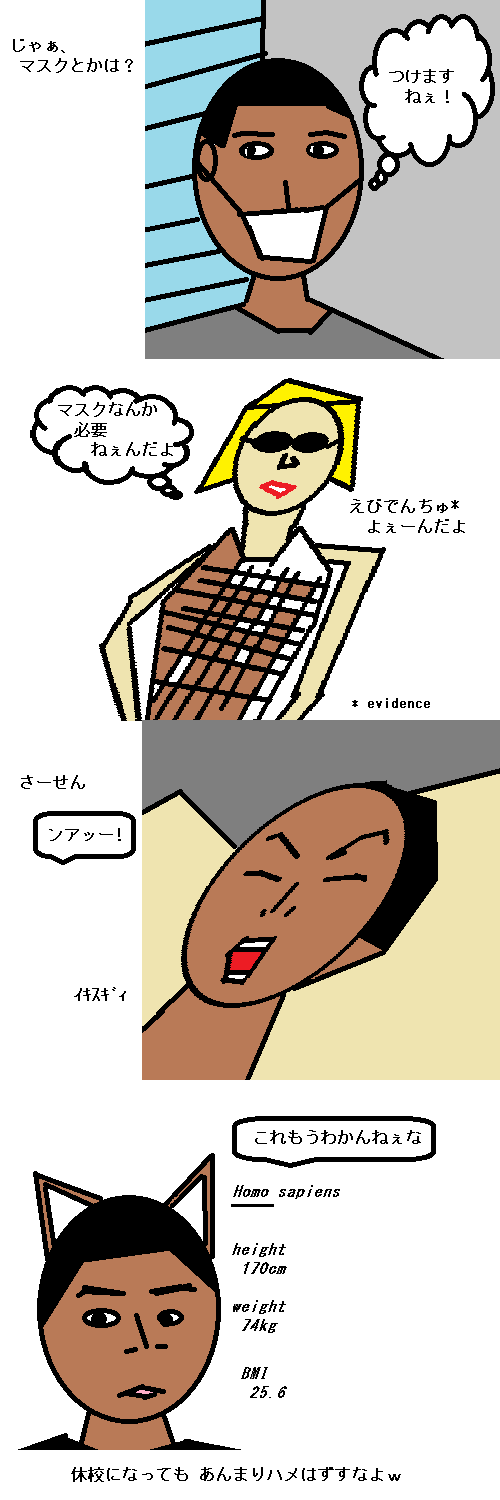 じゃぁ、
マスクとかは？
つけます
ねぇ！
マスクなんか
必要
ねぇんだよ
えびでんちゅ*
よぇーんだよ
* evidence
さーせん
ンアッー!
ｲｷｽｷﾞｨ
これもうわかんねぇな
Homo sapiens
height
170cm
weight
74kg
BMI
25.6
休校になっても あんまりハメはずすなよｗ